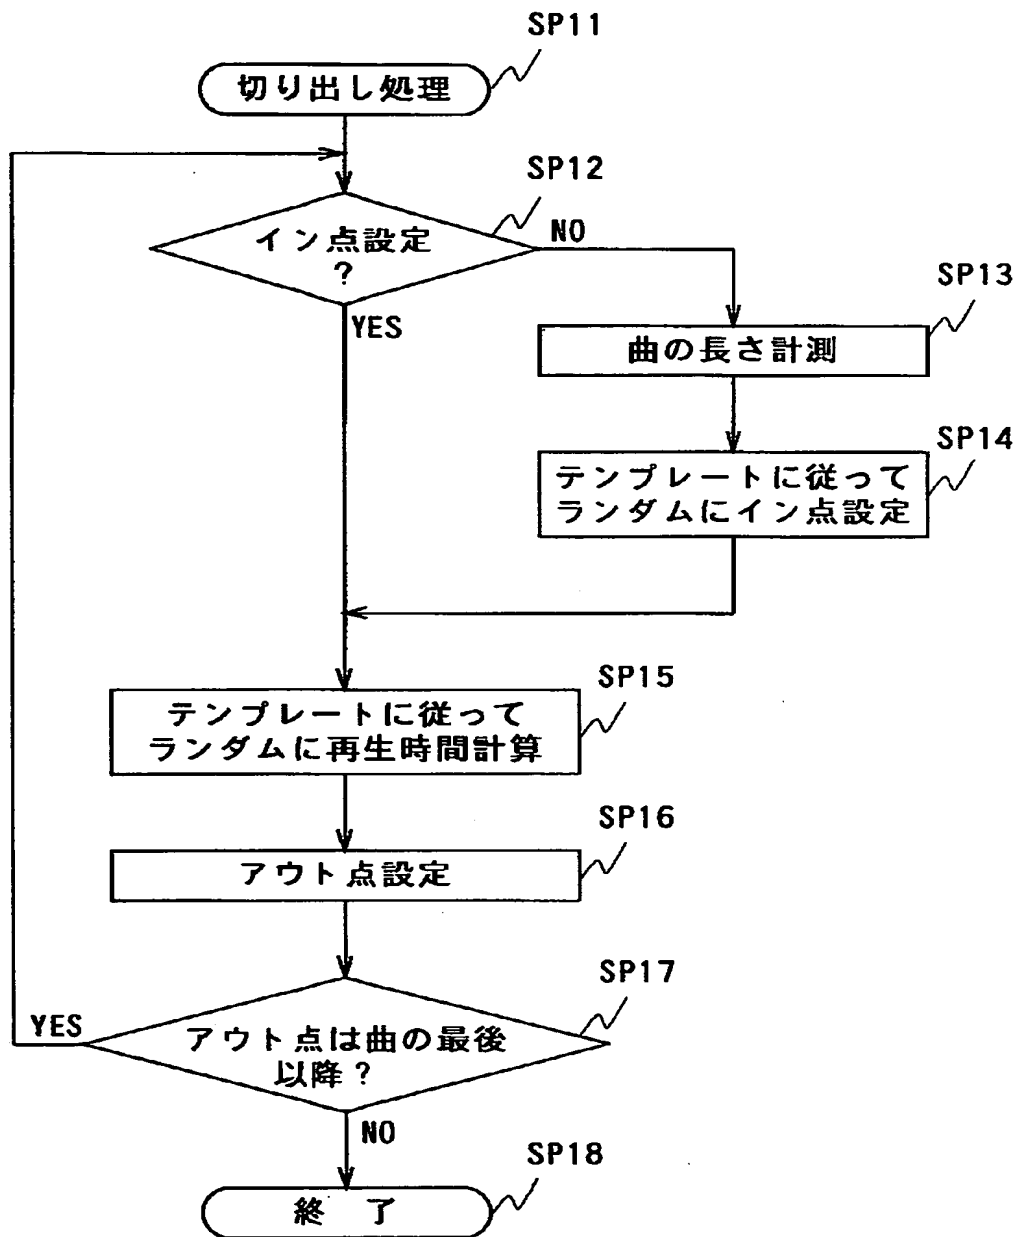 SP11
切り出し処理
SP12
イン点設定
?
NO
YES
SP13
曲の長さ計測
SP14
テンプレートに従って
ランダムにイン点設定
SP15
テンプレートに従って
ランダムに再生時間計算
SP16
アウト点設定
SP17
YES
アウト点は曲の最後
以降?
NO
SP18
終 了